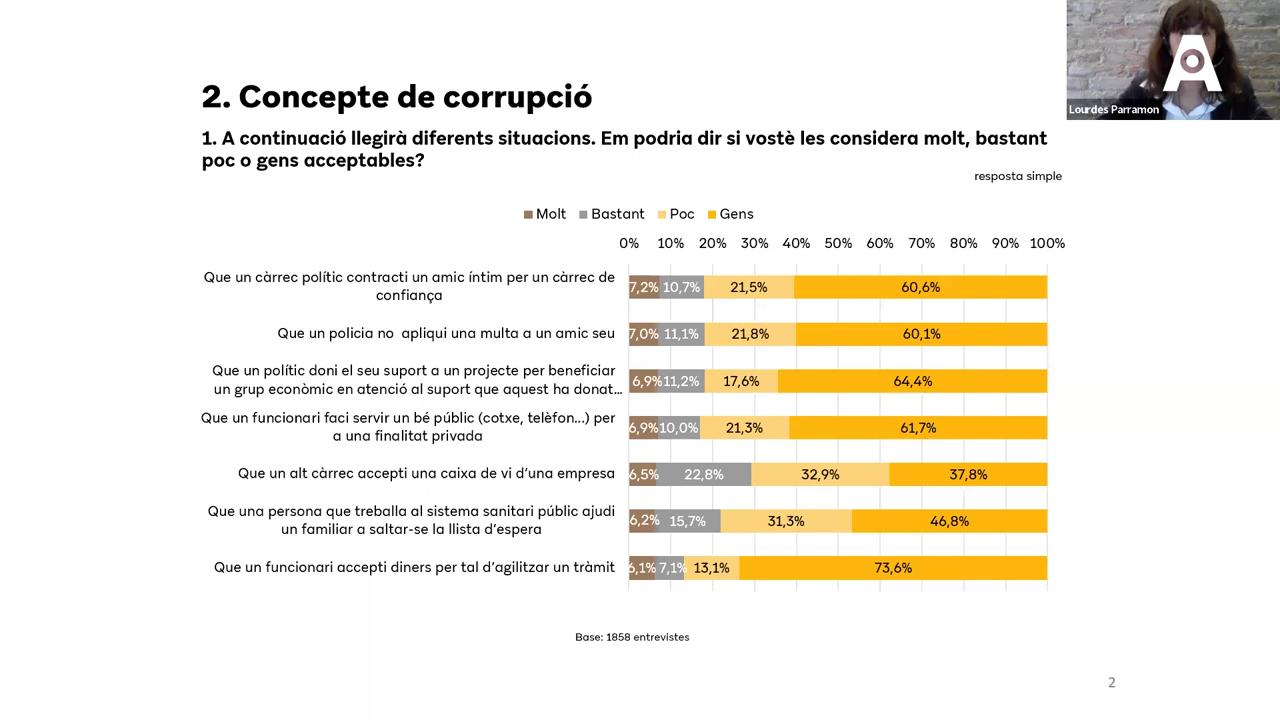 2. Concepte de corrupció
1. A continuació llegirà diferents situacions. Em podria dir si vostè les considera molt, bastant
poc o gens acceptables?
resposta simple
Lourdes Parramon
Molt Bastant Poc Gens
0% 10% 20% 30% 40% 50% 60% 70% 80% 90% 100%
Que un càrrec polític contracti un amic íntim per un càrrec de
confiança
7,2% 10,7% 21,5% 60,6%
Que un policia no apliqui una multa a un amic seu
7,0% 11,1% 21,8% 60,1%
Que un polític doni el seu suport a un projecte per beneficiar
un grup econòmic en atenció al suport que aquest ha donat…
6,9% 11,2% 17,6% 64,4%
Que un funcionari faci servir un bé públic (cotxe, telèfon...) per
a una finalitat privada
6,9% 10,0% 21,3% 61,7%
Que un alt càrrec accepti una caixa de vi d'una empresa
6,5% 22,8% 32,9% 37,8%
Que una persona que treballa al sistema sanitari públic ajudi
un familiar a saltar-se la llista d'espera
6,2% 15,7% 31,3% 46,8%
Que un funcionari accepti diners per tal d'agilitzar un tràmit
6,1% 7,1% 13,1% 73,6%
Base: 1858 entrevistes
2